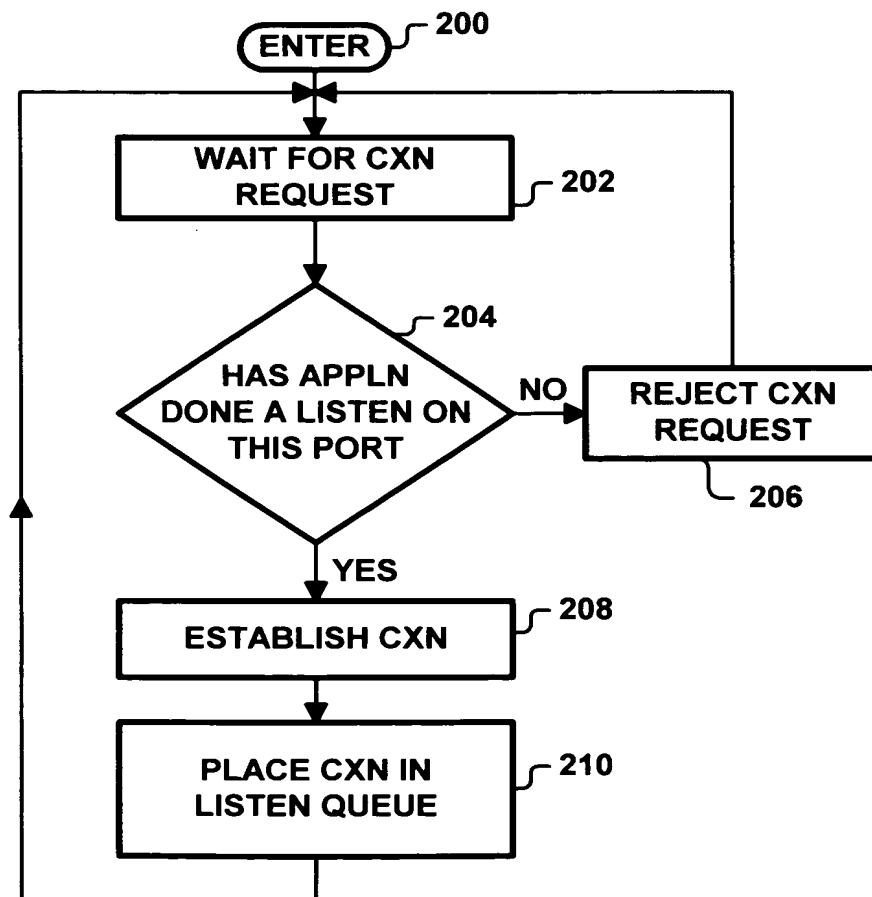 ENTER
200
WAIT FOR CXN
REQUEST
202
204
HAS APPLN
DONE A LISTEN ON
THIS PORT
NO
REJECT CXN
REQUEST
206
YES
ESTABLISH CXN
208
PLACE CXN IN
LISTEN QUEUE
210